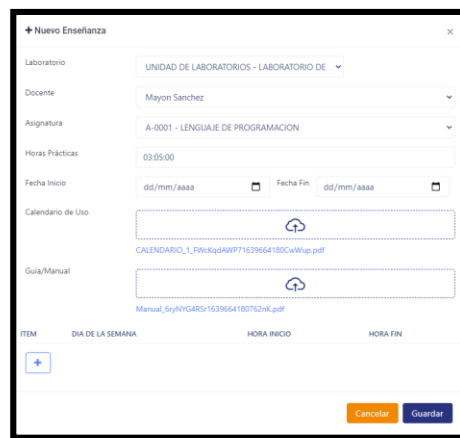 + Nuevo Enseñanza ×
Laboratorio UNIDAD DE LABORATORIOS - LABORATORIO DE
Docente Mayon Sanchez
Asignatura A-0001 - LENGUAJE DE PROGRAMACION
Horas Prácticas 03:05:00
Fecha Inicio dd/mm/aaaa Fecha Fin dd/mm/aaaa
Calendario de Uso
CALENDARIO_1_FWcKqdAWP71639664180CwWup.pdf
Guia/Manual
Manual_6ryNYG4RSr1639664180762nK.pdf
ITEM DIA DE LA SEMANA HORA INICIO HORA FIN
+
Cancelar Guardar